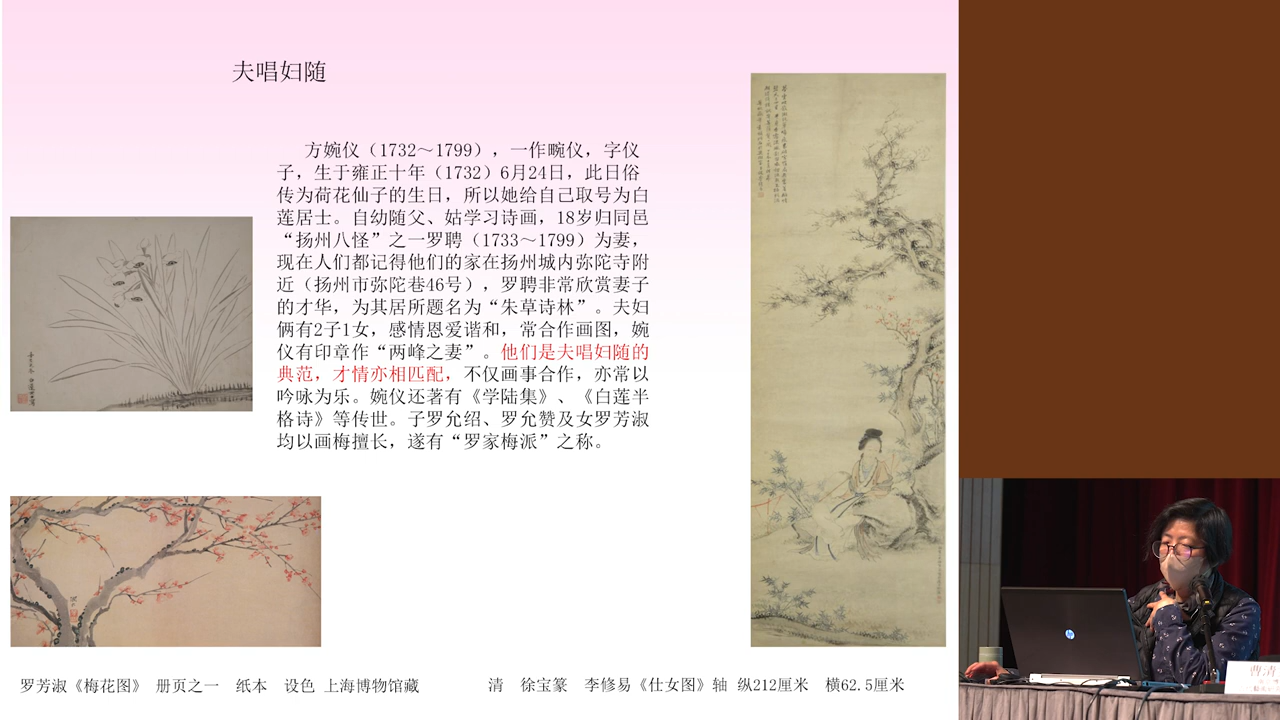 夫唱妇随
方婉仪（1732～1799），一作畹仪，字仪
子，生于雍正十年（1732）6月24日，此日俗
传为荷花仙子的生日，所以她给自己取号为白
莲居士。自幼随父、姑学习诗画，18岁归同邑
“扬州八怪”之一罗聘（1733～1799）为妻，
现在人们都记得他们的家在扬州城内弥陀寺附
近（扬州市弥陀巷46号），罗聘非常欣赏妻子
的才华，为其居所题名为“朱草诗林”。夫妇
俩有2子1女，感情恩爱谐和，常合作画图，婉
仪有印章作“两峰之妻”。他们是夫唱妇随的
典范，才情亦相匹配，不仅画事合作，亦常以
吟咏为乐。婉仪还著有《学陆集》、《白莲半
格诗》等传世。子罗允绍、罗允赞及女罗芳淑
均以画梅擅长，遂有“罗家梅派”之称。
罗芳淑《梅花图》 册页之一 纸本 设色 上海博物馆藏
清 徐宝篆 李修易《仕女图》轴 纵212厘米 横62.5厘米
hp
曹清